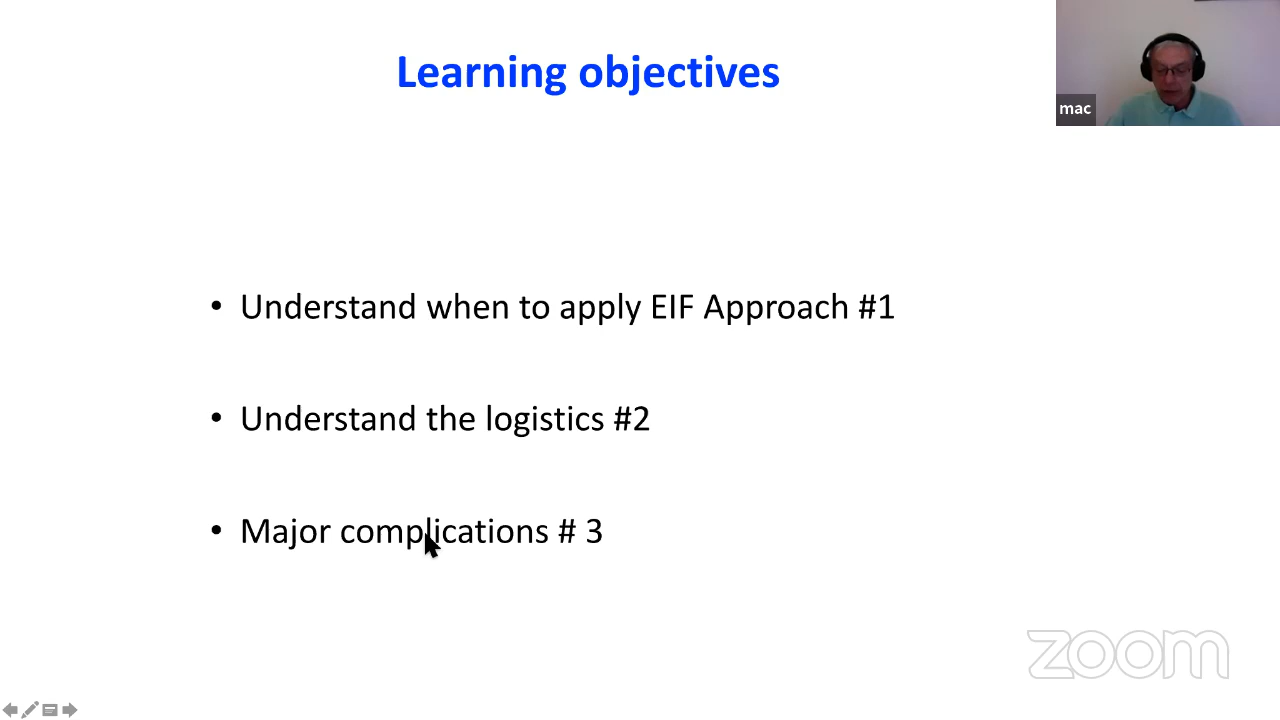 Learning objectives
mac
• Understand when to apply EIF Approach #1
• Understand the logistics #2
• Major complications # 3
zoom